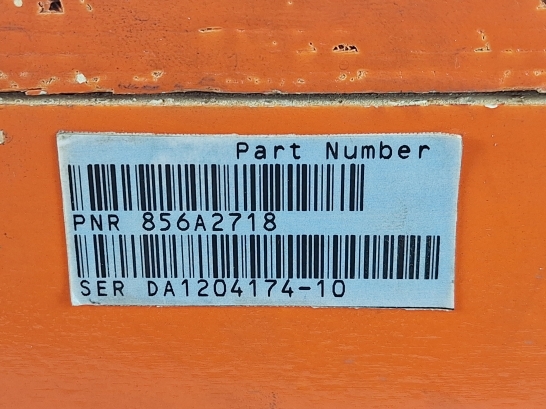 Part Number
PNR 856A2718
SER DA1204174-10